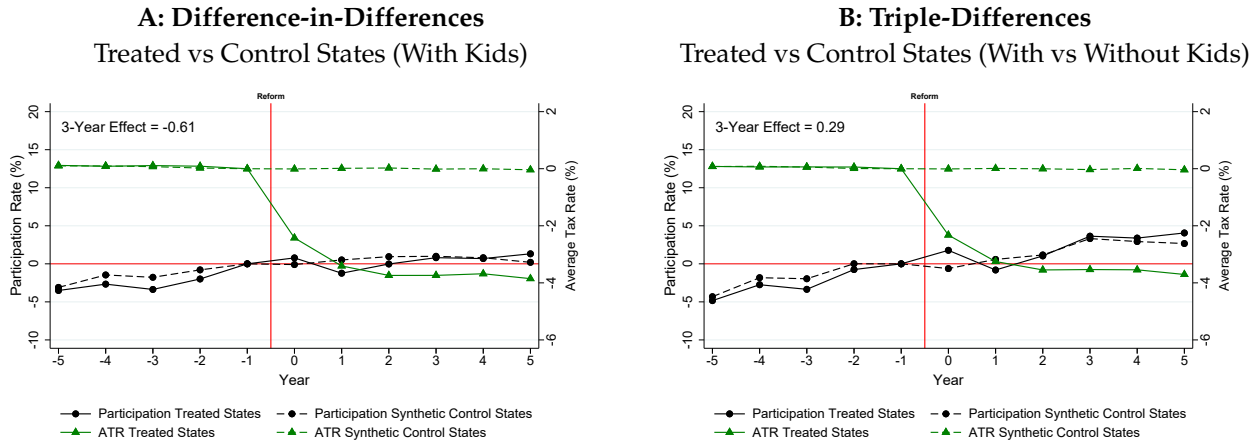 A: Difference-in-Differences
Treated vs Control States (With Kids)
Reform
3-Year Effect = -0.61
Participation Rate (%)
20
15
10
5
0
-5
-10
Average Tax Rate (%)
2
0
-2
-4
-6
-5 -4 -3 -2 -1 0 1 2 3 4 5
Year
Participation Treated States
Participation Synthetic Control States
ATR Treated States
ATR Synthetic Control States
B: Triple-Differences
Treated vs Control States (With vs Without Kids)
Reform
3-Year Effect = 0.29
Participation Rate (%)
20
15
10
5
0
-5
-10
Average Tax Rate (%)
2
0
-2
-4
-6
-5 -4 -3 -2 -1 0 1 2 3 4 5
Year
Participation Treated States
Participation Synthetic Control States
ATR Treated States
ATR Synthetic Control States